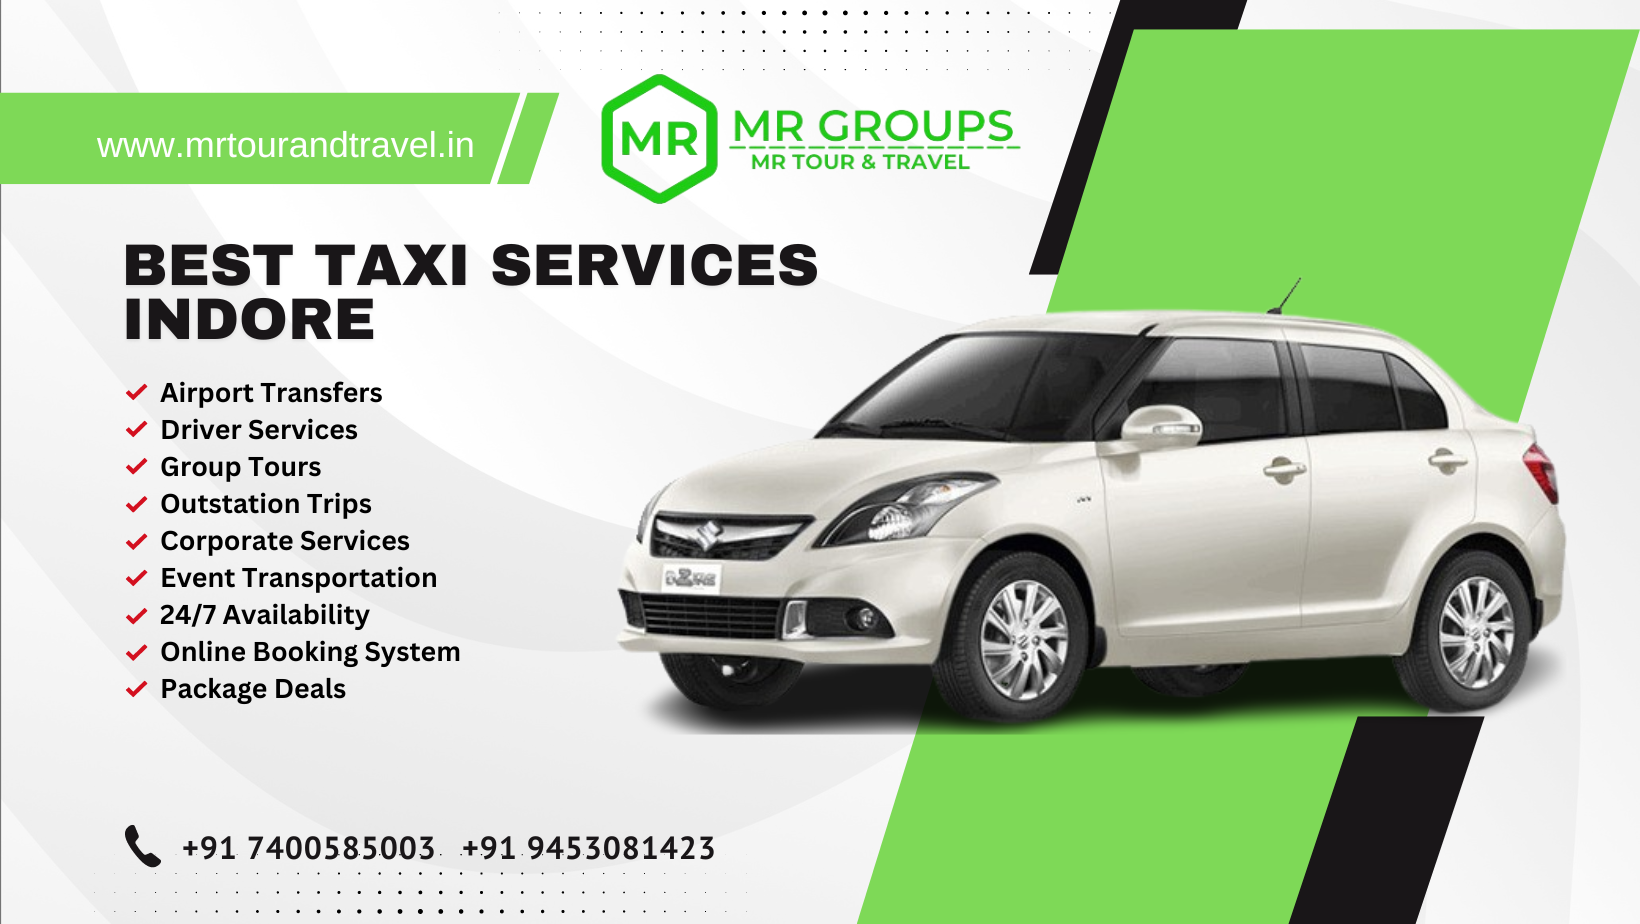 www.mrtourandtravel.in
MR
MR GROUPS
MR TOUR & TRAVEL
BEST TAXI SERVICES
INDORE
Airport Transfers
Driver Services
Group Tours
Outstation Trips
Corporate Services
Event Transportation
24/7 Availability
Online Booking System
Package Deals
+91 7400585003 +91 9453081423